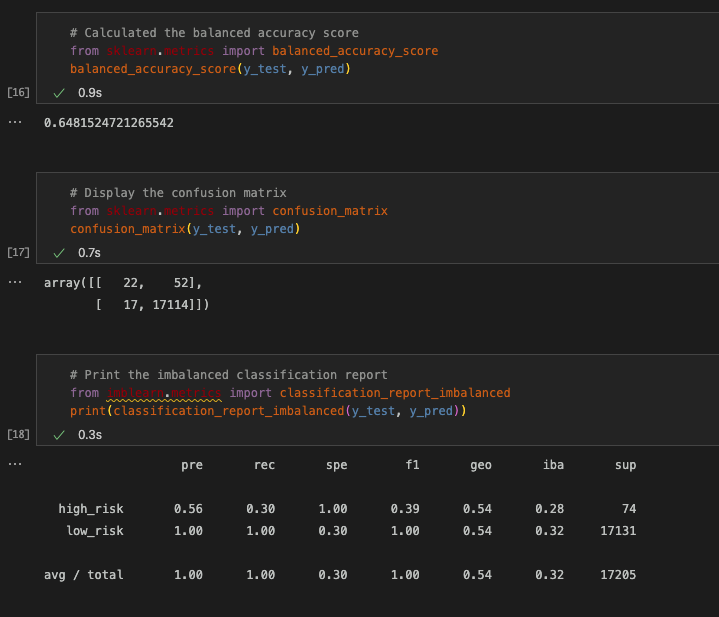 # Calculated the balanced accuracy score
from sklearn.metrics import balanced_accuracy_score
balanced_accuracy_score(y_test, y_pred)
[16] ✓ 0.9s
... 0.6481524721265542
# Display the confusion matrix
from sklearn.metrics import confusion_matrix
confusion_matrix(y_test, y_pred)
[17] ✓ 0.7s
... array([[   22,    52],
       [   17, 17114]])
# Print the imbalanced classification report
from imblearn.metrics import classification_report_imbalanced
print(classification_report_imbalanced(y_test, y_pred))
[18] ✓ 0.3s
... pre rec spe f1 geo iba sup
high_risk 0.56 0.30 1.00 0.39 0.54 0.28 74
low_risk 1.00 1.00 0.30 1.00 0.54 0.32 17131
avg / total 1.00 1.00 0.30 1.00 0.54 0.32 17205